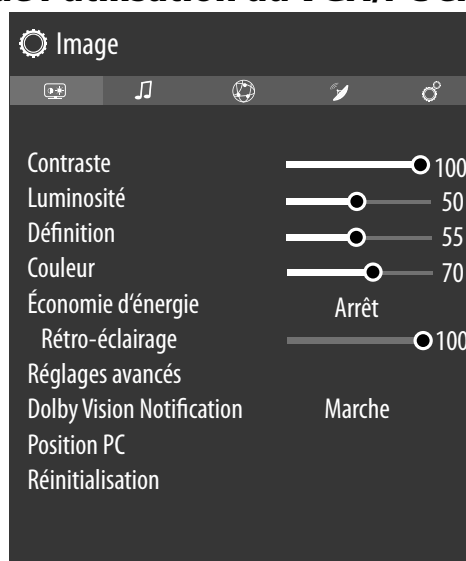 Image
Contraste 100
Luminosité 50
Définition 55
Couleur 70
Économie d‘énergie Arrêt
Rétro-éclairage 100
Réglages avancés
Dolby Vision Notification Marche
Position PC
Réinitialisation